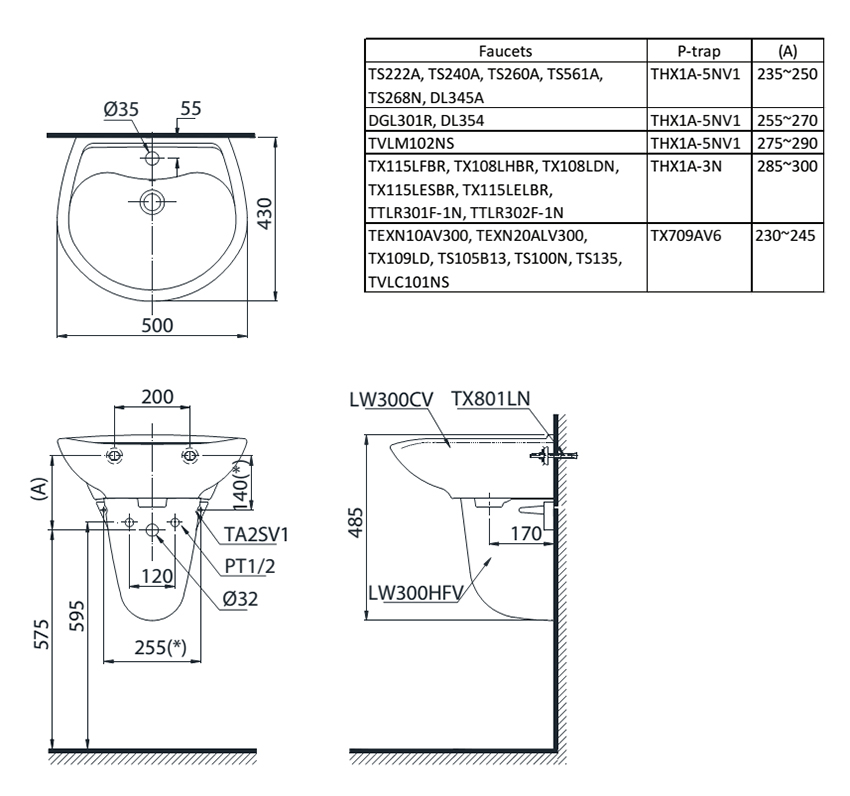 Faucets P-trap (A)
TS222A, TS240A, TS260A, TS561A, THX1A-5NV1 235~250
TS268N, DL345A
DGL301R, DL354 THX1A-5NV1 255~270
TVLM102NS THX1A-5NV1 275~290
TX115LFBR, TX108LHBR, TX108LDN, THX1A-3N 285~300
TX115LESBR, TX115LELBR,
TTLR301F-1N, TTLR302F-1N
TEXN10AV300, TEXN20ALV300, TX709AV6 230~245
TX109LD, TS105B13, TS100N, TS135,
TVLC101NS
Ø35
55
430
500
200
(A)
140(*)
TA2SV1
PT1/2
120
Ø32
595
575
255(*)
LW300CV
TX801LN
485
170
LW300HFV